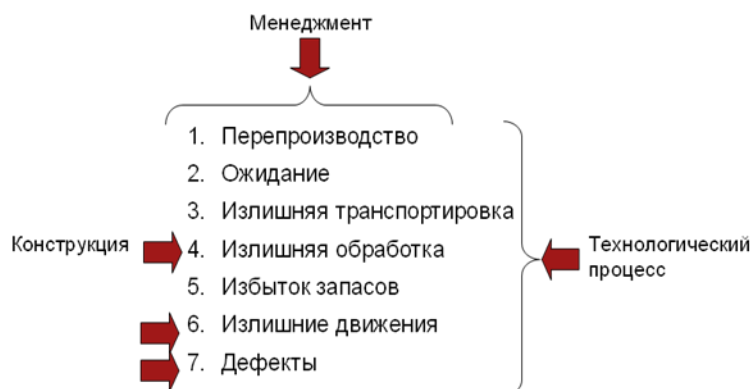 Менеджмент
1. Перепроизводство
2. Ожидание
3. Излишняя транспортировка
Конструкция
4. Излишняя обработка
Технологический
процесс
5. Избыток запасов
6. Излишние движения
7. Дефекты